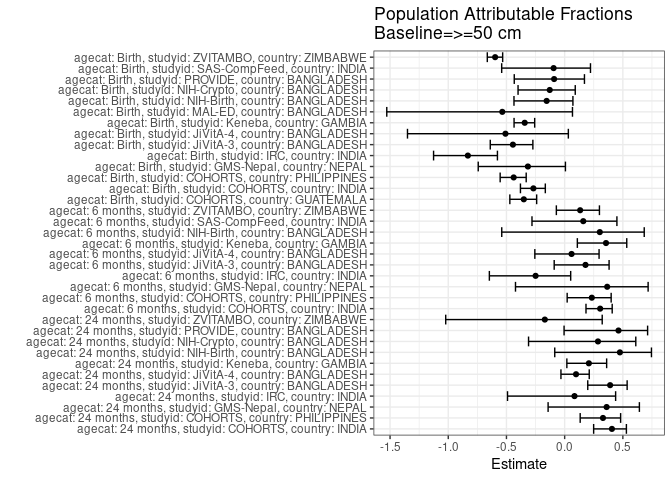 Population Attributable Fractions
Baseline=>=50 cm
agecat: Birth, studyid: ZVITAMBO, country: ZIMBABWE
agecat: Birth, studyid: SAS-CompFeed, country: INDIA
agecat: Birth, studyid: PROVIDE, country: BANGLADESH
agecat: Birth, studyid: NIH-Crypto, country: BANGLADESH
agecat: Birth, studyid: NIH-Birth, country: BANGLADESH
agecat: Birth, studyid: MAL-ED, country: BANGLADESH
agecat: Birth, studyid: Keneba, country: GAMBIA
agecat: Birth, studyid: JiVitA-4, country: BANGLADESH
agecat: Birth, studyid: JiVitA-3, country: BANGLADESH
agecat: Birth, studyid: IRC, country: INDIA
agecat: Birth, studyid: GMS-Nepal, country: NEPAL
agecat: Birth, studyid: COHORTS, country: PHILIPPINES
agecat: Birth, studyid: COHORTS, country: INDIA
agecat: Birth, studyid: COHORTS, country: GUATEMALA
agecat: 6 months, studyid: ZVITAMBO, country: ZIMBABWE
agecat: 6 months, studyid: SAS-CompFeed, country: INDIA
agecat: 6 months, studyid: NIH-Birth, country: BANGLADESH
agecat: 6 months, studyid: Keneba, country: GAMBIA
agecat: 6 months, studyid: JiVitA-4, country: BANGLADESH
agecat: 6 months, studyid: JiVitA-3, country: BANGLADESH
agecat: 6 months, studyid: IRC, country: INDIA
agecat: 6 months, studyid: GMS-Nepal, country: NEPAL
agecat: 6 months, studyid: COHORTS, country: PHILIPPINES
agecat: 6 months, studyid: COHORTS, country: INDIA
agecat: 24 months, studyid: ZVITAMBO, country: ZIMBABWE
agecat: 24 months, studyid: PROVIDE, country: BANGLADESH
agecat: 24 months, studyid: NIH-Crypto, country: BANGLADESH
agecat: 24 months, studyid: NIH-Birth, country: BANGLADESH
agecat: 24 months, studyid: Keneba, country: GAMBIA
agecat: 24 months, studyid: JiVitA-4, country: BANGLADESH
agecat: 24 months, studyid: JiVitA-3, country: BANGLADESH
agecat: 24 months, studyid: IRC, country: INDIA
agecat: 24 months, studyid: GMS-Nepal, country: NEPAL
agecat: 24 months, studyid: COHORTS, country: PHILIPPINES
agecat: 24 months, studyid: COHORTS, country: INDIA
-1.5 -1.0 -0.5 0.0 0.5
Estimate